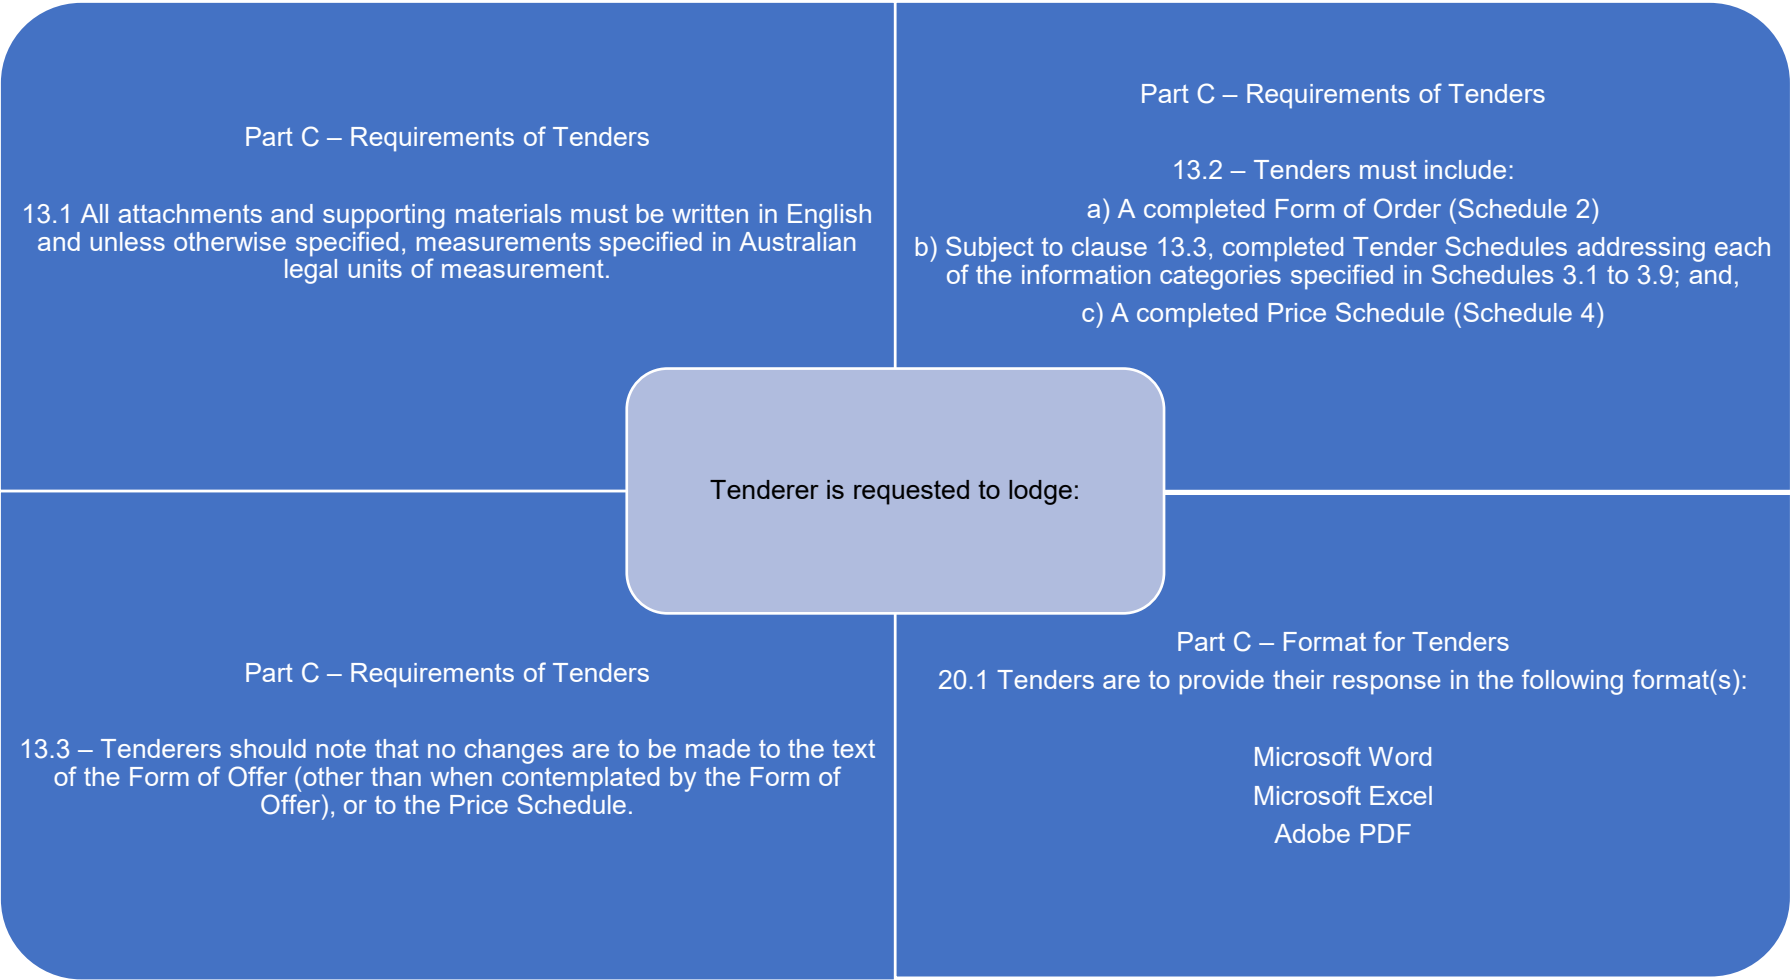 Part C – Requirements of Tenders
13.1 All attachments and supporting materials must be written in English
and unless otherwise specified, measurements specified in Australian
legal units of measurement.
Part C – Requirements of Tenders
13.2 – Tenders must include:
a) A completed Form of Order (Schedule 2)
b) Subject to clause 13.3, completed Tender Schedules addressing each
of the information categories specified in Schedules 3.1 to 3.9; and,
c) A completed Price Schedule (Schedule 4)
Tenderer is requested to lodge:
Part C – Requirements of Tenders
13.3 – Tenderers should note that no changes are to be made to the text
of the Form of Offer (other than when contemplated by the Form of
Offer), or to the Price Schedule.
Part C – Format for Tenders
20.1 Tenders are to provide their response in the following format(s):
Microsoft Word
Microsoft Excel
Adobe PDF